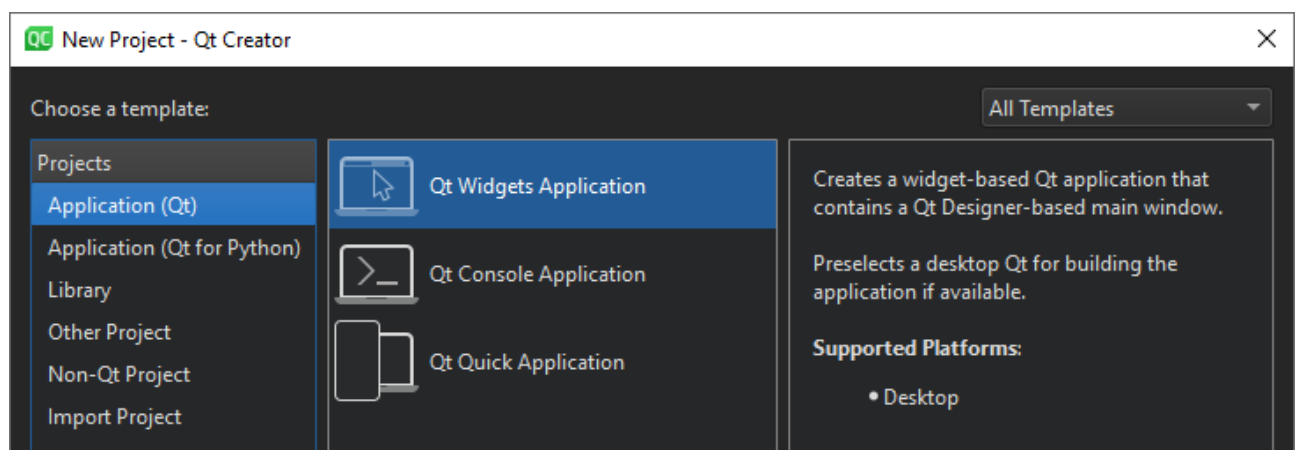 QC New Project - Qt Creator
Choose a template:
All Templates
Projects
Application (Qt)
Application (Qt for Python)
Library
Other Project
Non-Qt Project
Import Project
Qt Widgets Application
Qt Console Application
Qt Quick Application
Creates a widget-based Qt application that
contains a Qt Designer-based main window.
Preselects a desktop Qt for building the
application if available.
Supported Platforms:
• Desktop